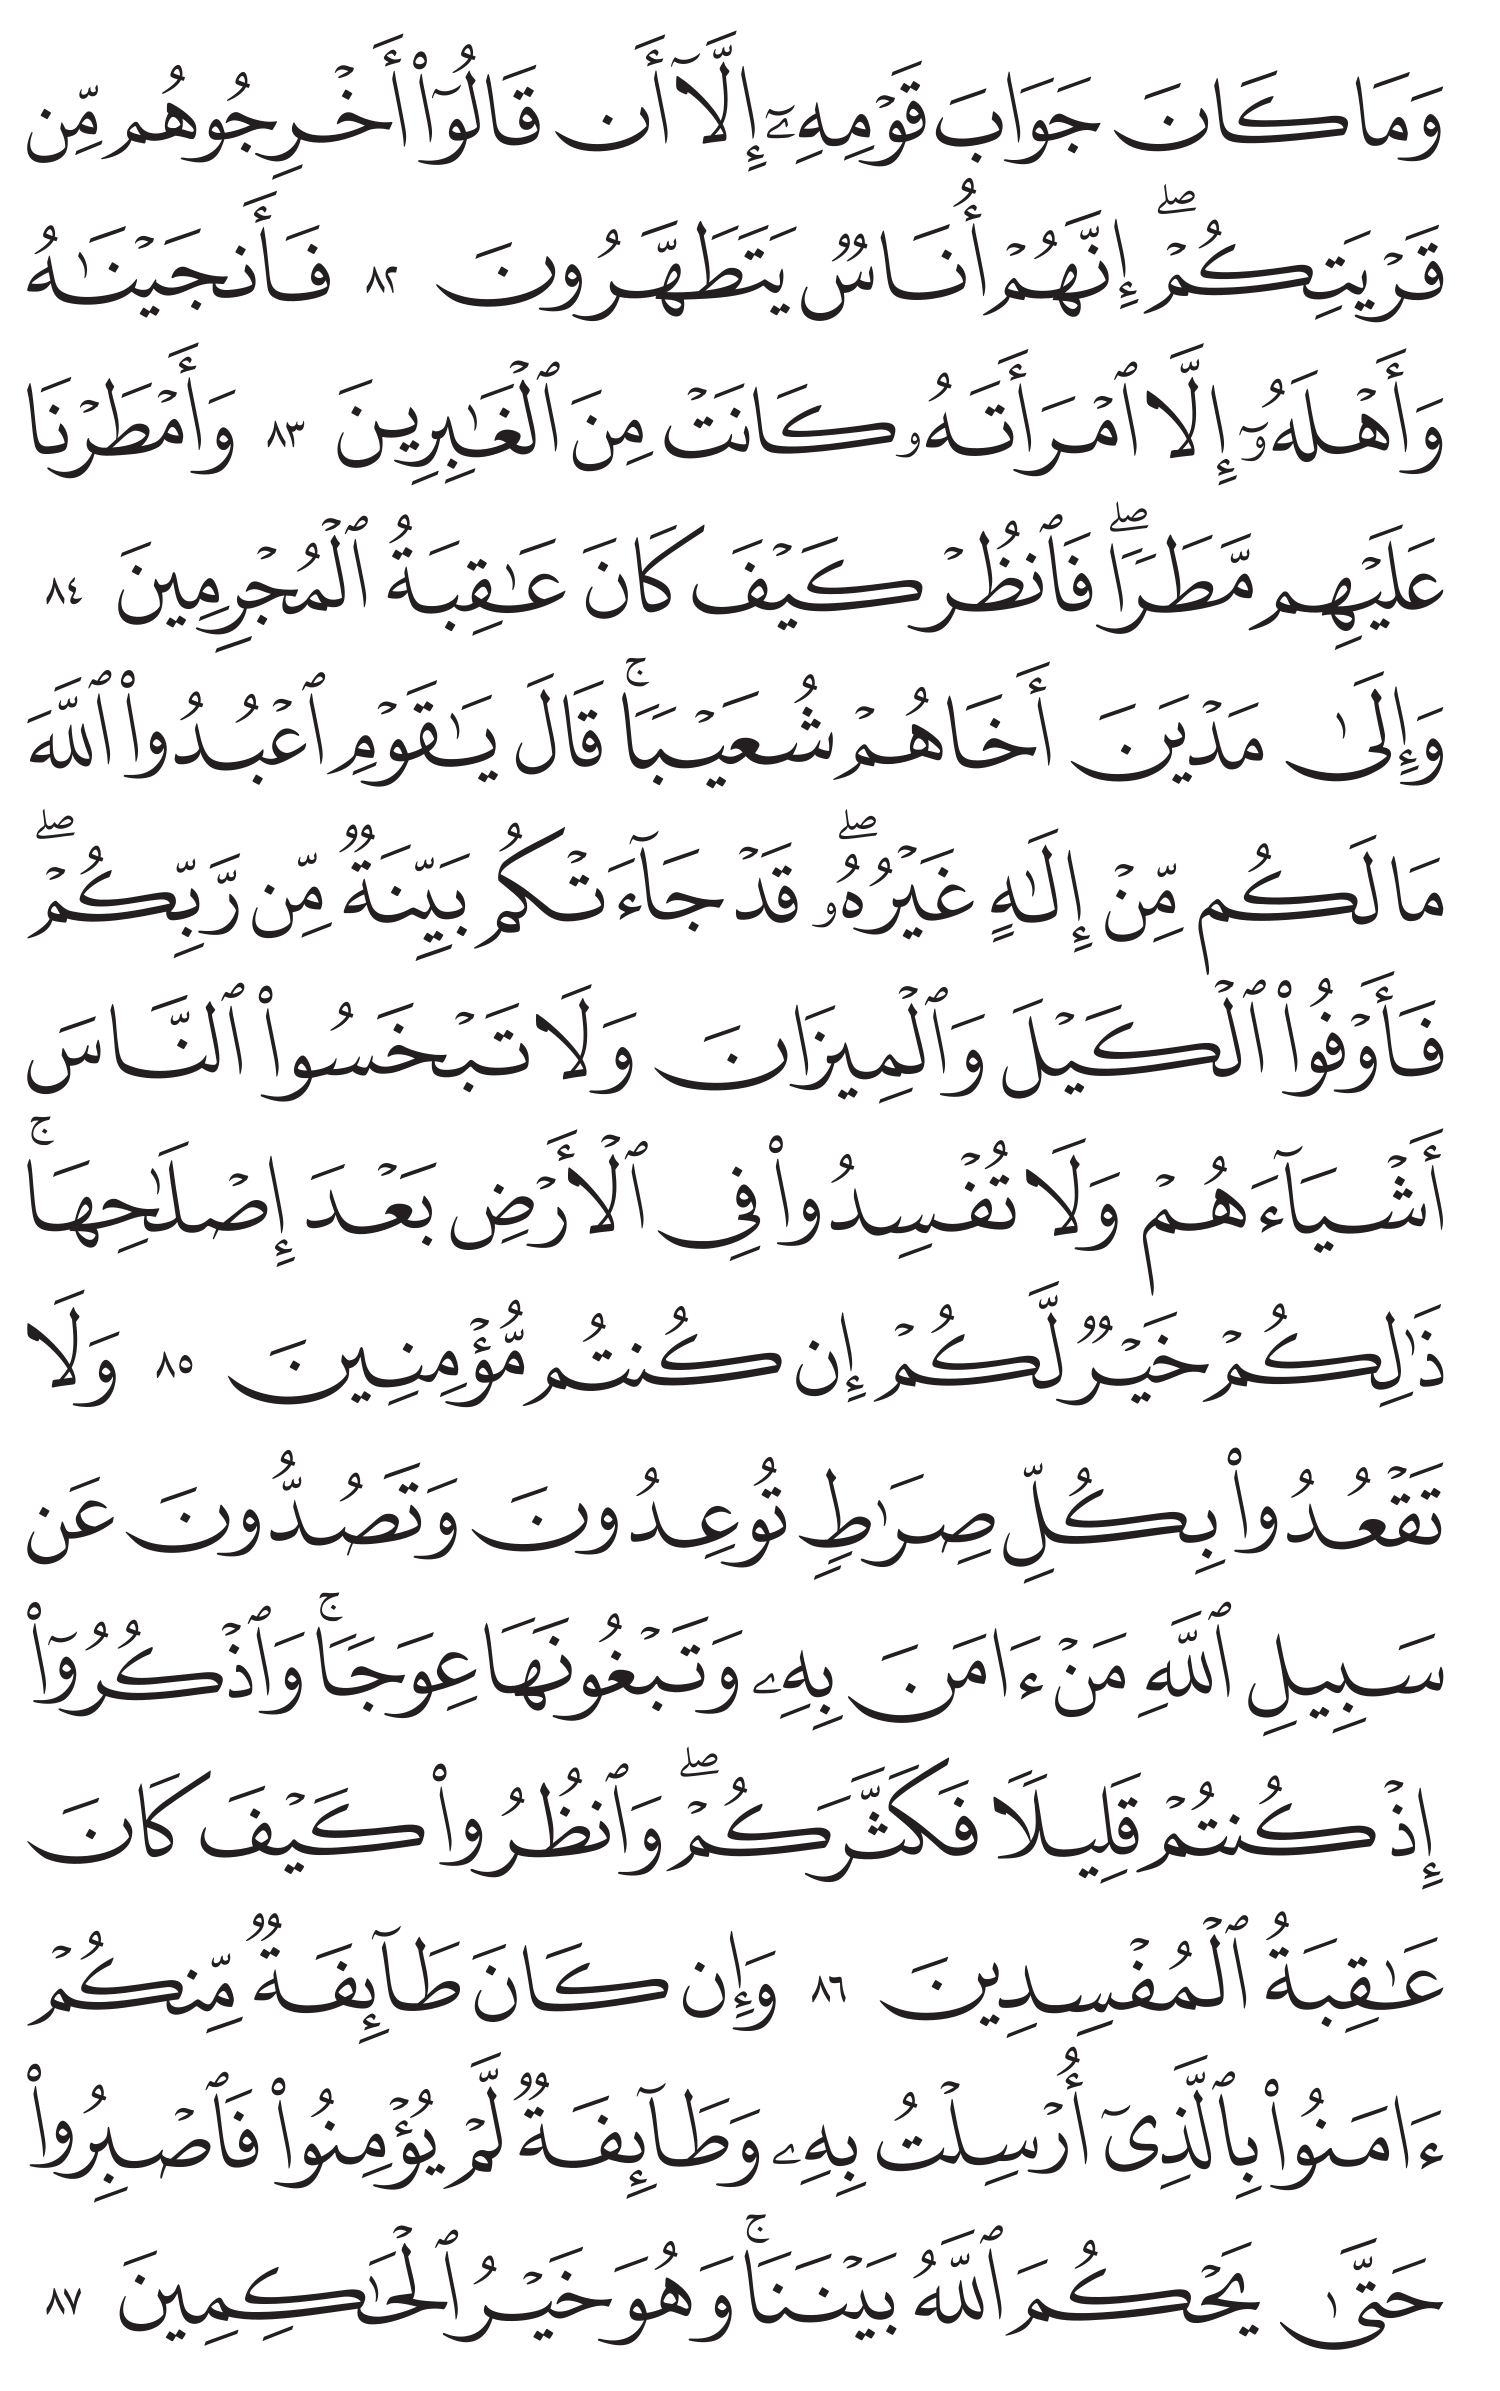 وَمَا كَانَ جَوَابَ قَوْمِهِۦٓ إِلَّآ أَن قَالُوٓا۟ أَخْرِجُوهُم مِّن
قَرْيَتِكُمْ ۖ إِنَّهُمْ أُنَاسٌ يَتَطَهَّرُونَ ٨٢ فَأَنجَيْنَـٰهُ
وَأَهْلَهُۥٓ إِلَّا ٱمْرَأَتَهُۥ كَانَتْ مِنَ ٱلْغَـٰبِرِينَ ٨٣ وَأَمْطَرْنَا
عَلَيْهِم مَّطَرًا ۖ فَٱنظُرْ كَيْفَ كَانَ عَـٰقِبَةُ ٱلْمُجْرِمِينَ ٨٤
وَإِلَىٰ مَدْيَنَ أَخَاهُمْ شُعَيْبًا ۚ قَالَ يَـٰقَوْمِ ٱعْبُدُوا۟ ٱللَّهَ
مَا لَكُم مِّنْ إِلَـٰهٍ غَيْرُهُۥ ۖ قَدْ جَآءَتْكُم بَيِّنَةٌ مِّن رَّبِّكُمْ ۖ
فَأَوْفُوا۟ ٱلْكَيْلَ وَٱلْمِيزَانَ وَلَا تَبْخَسُوا۟ ٱلنَّاسَ
أَشْيَآءَهُمْ وَلَا تُفْسِدُوا۟ فِى ٱلْأَرْضِ بَعْدَ إِصْلَـٰحِهَا ۚ
ذَٰلِكُمْ خَيْرٌ لَّكُمْ إِن كُنتُم مُّؤْمِنِينَ ٨٥ وَلَا
تَقْعُدُوا۟ بِكُلِّ صِرَٰطٍ تُوعِدُونَ وَتَصُدُّونَ عَن
سَبِيلِ ٱللَّهِ مَنْ ءَامَنَ بِهِۦ وَتَبْغُونَهَا عِوَجًا ۚ وَٱذْكُرُوٓا۟
إِذْ كُنتُمْ قَلِيلًا فَكَثَّرَكُمْ ۖ وَٱنظُرُوا۟ كَيْفَ كَانَ
عَـٰقِبَةُ ٱلْمُفْسِدِينَ ٨٦ وَإِن كَانَ طَآئِفَةٌ مِّنكُمْ
ءَامَنُوا۟ بِٱلَّذِىٓ أُرْسِلْتُ بِهِۦ وَطَآئِفَةٌ لَّمْ يُؤْمِنُوا۟ فَٱصْبِرُوا۟
حَتَّىٰ يَحْكُمَ ٱللَّهُ بَيْنَنَا ۚ وَهُوَ خَيْرُ ٱلْحَـٰكِمِينَ ٨٧